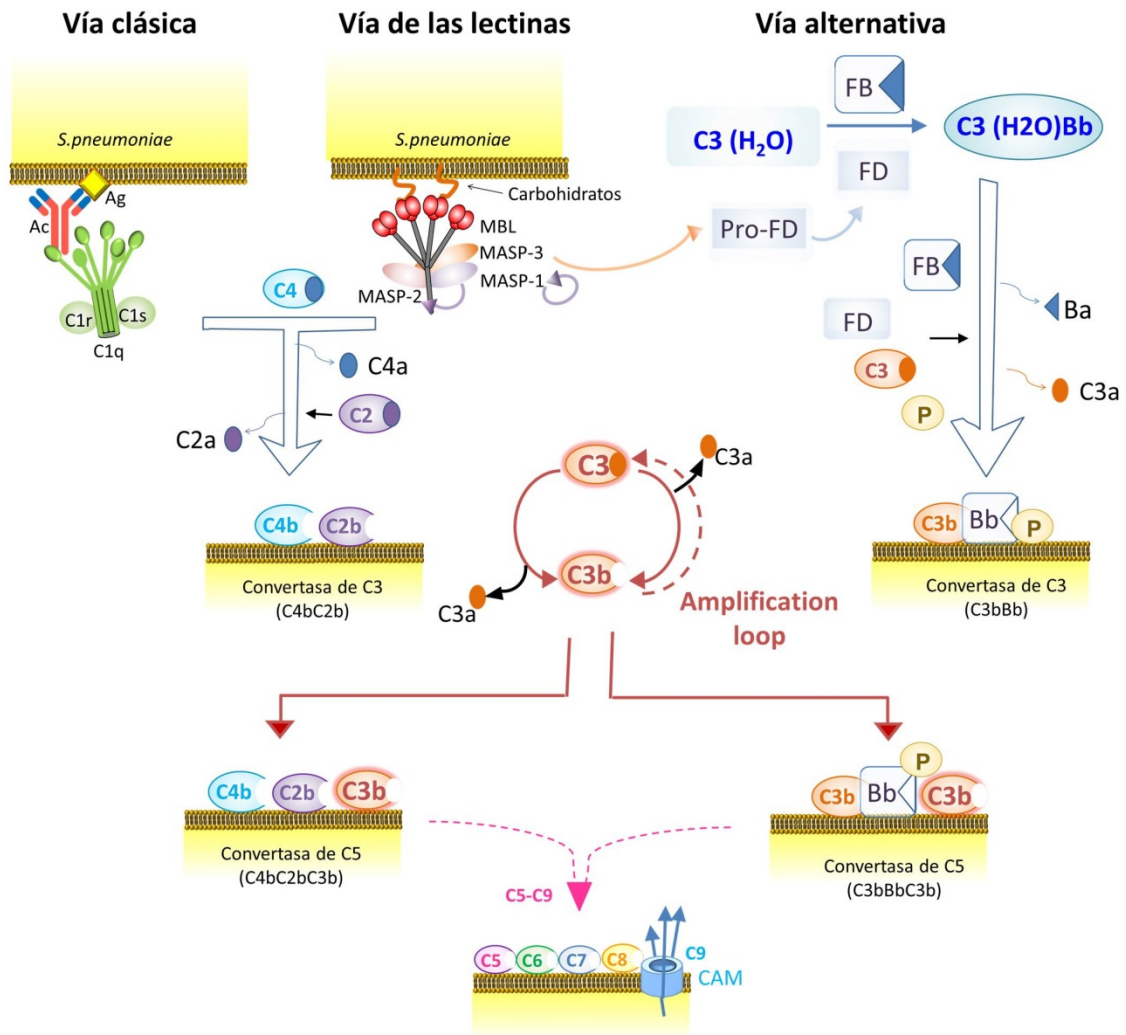 Vía clásica
Vía de las lectinas
Vía alternativa
S.pneumoniae
Ag
Ac
C1r
C1s
C1q
S.pneumoniae
Carbohidratos
MBL
MASP-3
MASP-1
MASP-2
C4
C4a
C2
C2a
C4b
C2b
Convertasa de C3
(C4bC2b)
C3 (H₂O)
FB
C3 (H2O)Bb
FD
Pro-FD
FB
Ba
FD
C3
C3a
P
C3b
Bb
P
Convertasa de C3
(C3bBb)
C3
C3a
C3b
C3a
Amplification
loop
C4b
C2b
C3b
Convertasa de C5
(C4bC2bC3b)
C3b
Bb
P
C3b
Convertasa de C5
(C3bBbC3b)
C5-C9
C5
C6
C7
C8
C9
CAM